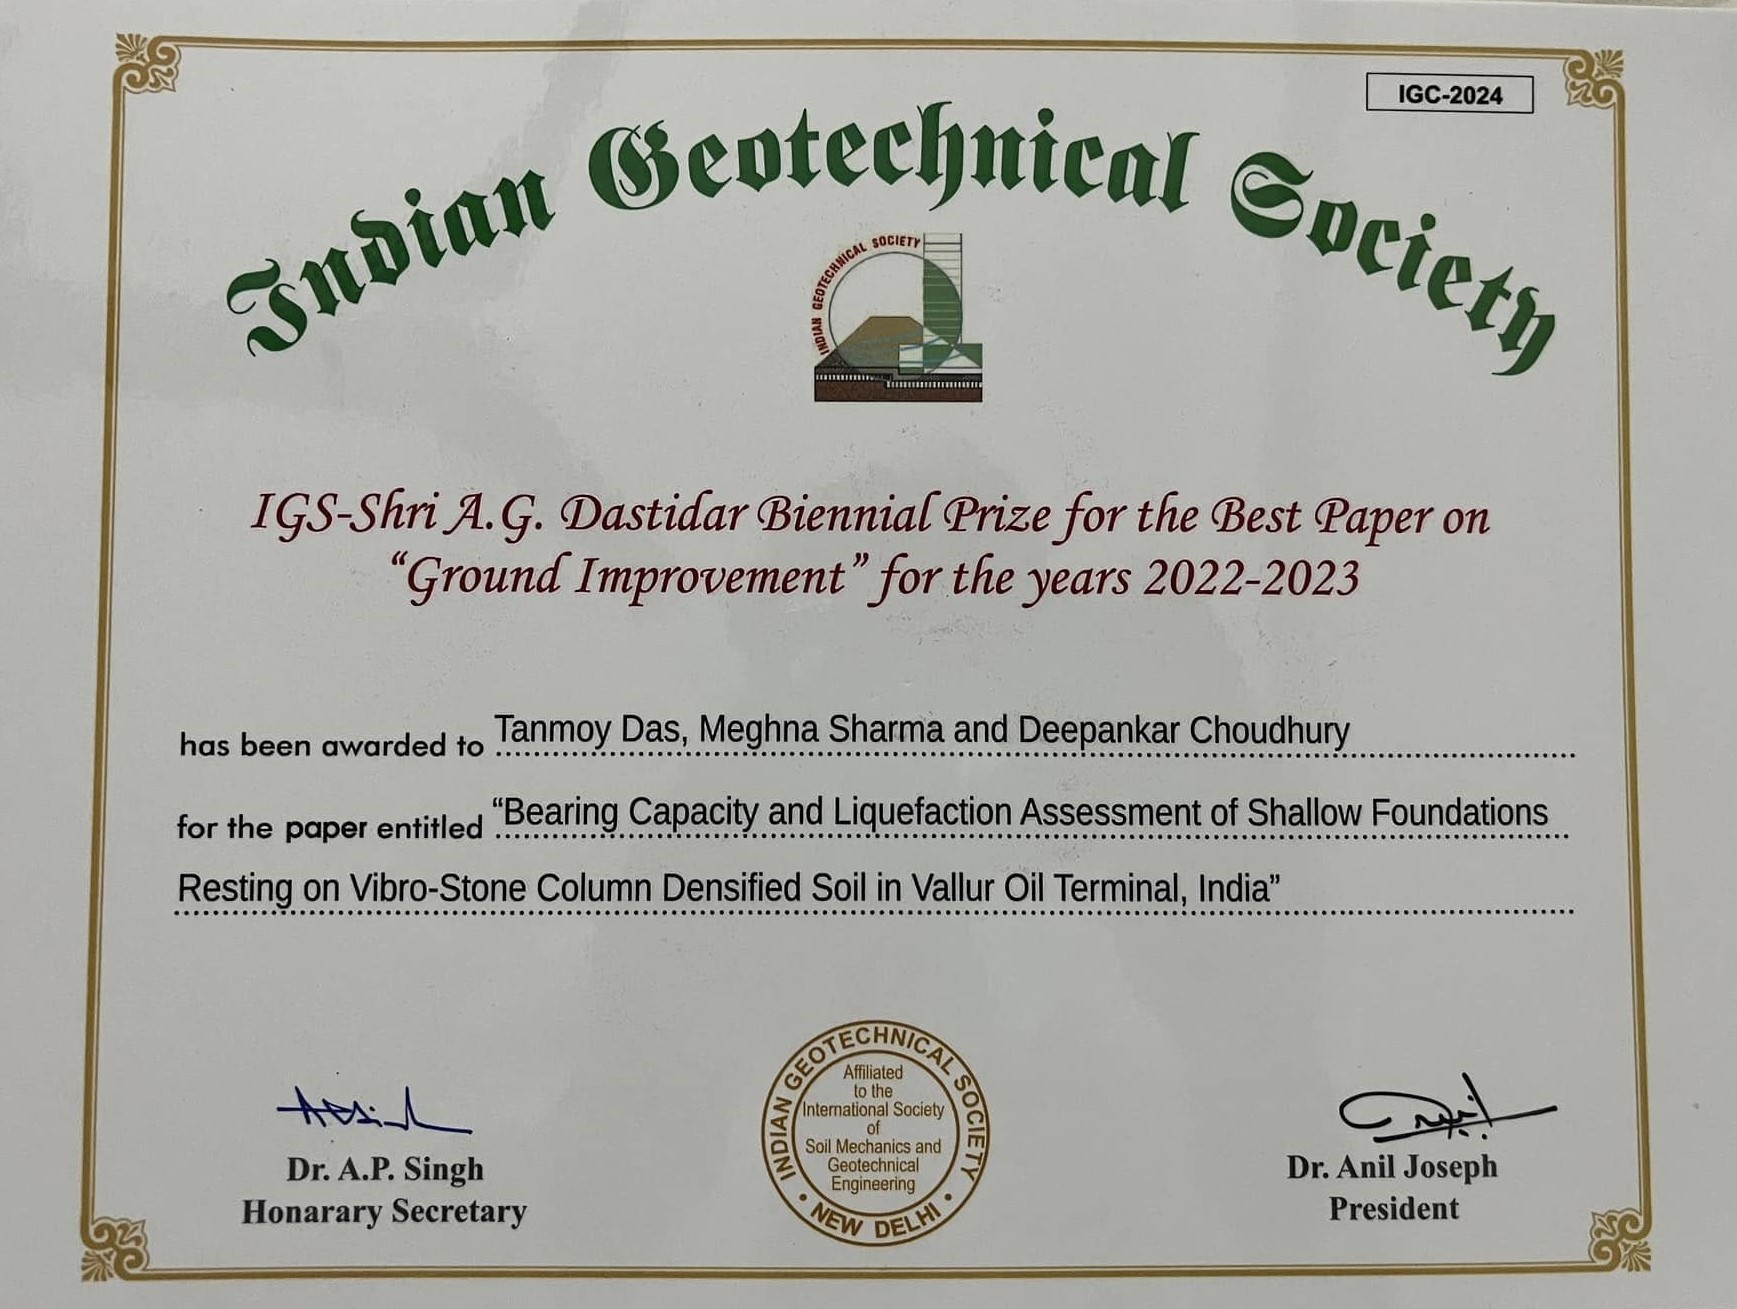 IGC-2024
Indian Geotechnical Society
INDIAN GEOTECHNICAL SOCIETY
IGS-Shri A.G. Dastidar Biennial Prize for the Best Paper on
“Ground Improvement” for the years 2022-2023
has been awarded to Tanmoy Das, Meghna Sharma and Deepankar Choudhury
for the paper entitled “Bearing Capacity and Liquefaction Assessment of Shallow Foundations
Resting on Vibro-Stone Column Densified Soil in Vallur Oil Terminal, India”
Dr. A.P. Singh
Honarary Secretary
INDIAN GEOTECHNICAL SOCIETY
• NEW DELHI •
Affiliated
to the
International Society
of
Soil Mechanics and
Geotechnical
Engineering
Dr. Anil Joseph
President